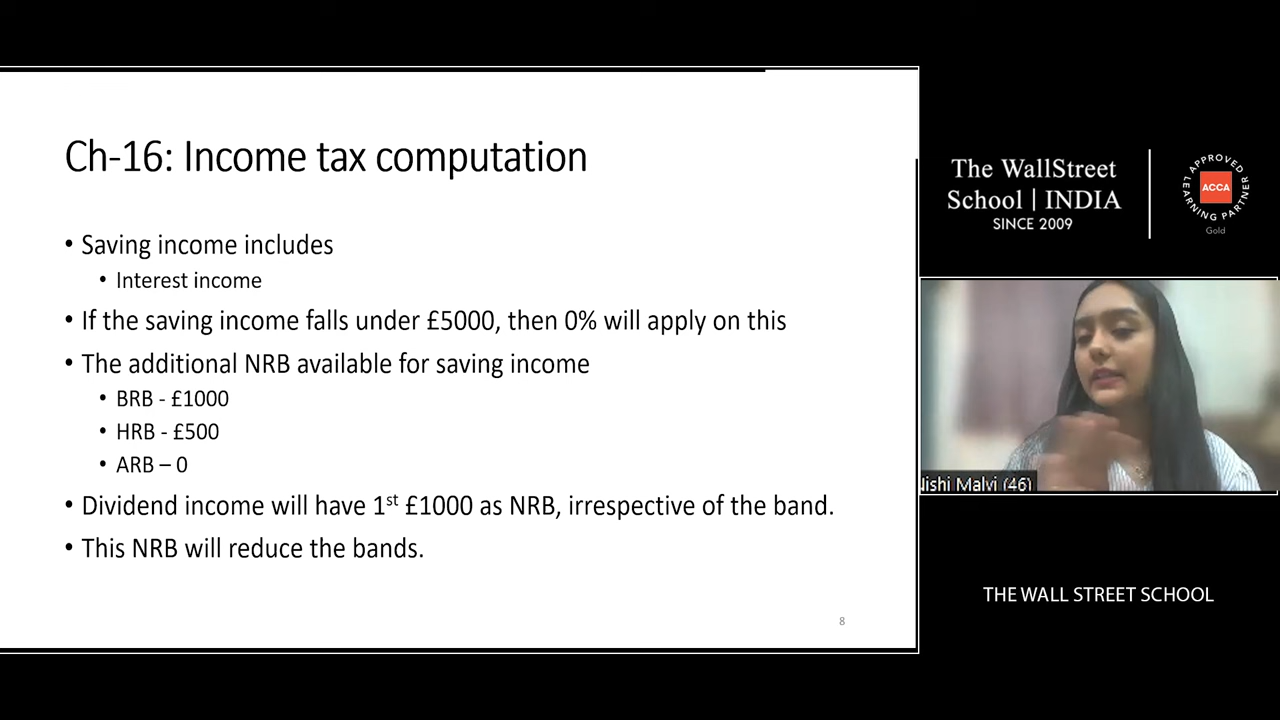 Ch-16: Income tax computation
• Saving income includes
• Interest income
• If the saving income falls under £5000, then 0% will apply on this
• The additional NRB available for saving income
• BRB - £1000
• HRB - £500
• ARB – 0
• Dividend income will have 1st £1000 as NRB, irrespective of the band.
• This NRB will reduce the bands.
8
The WallStreet
School | INDIA
SINCE 2009
APPROVED
ACCA
LEARNING PARTNER
Gold
Malvi (46)
THE WALL STREET SCHOOL